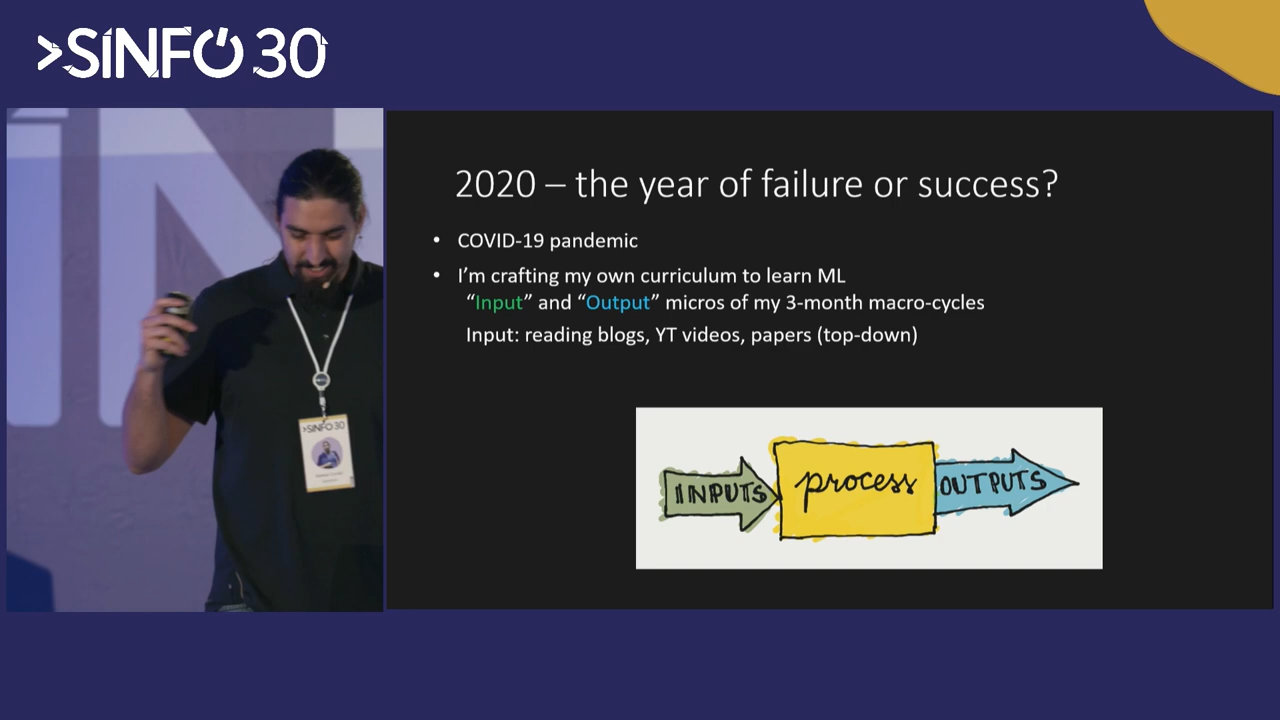 >SINFO 30
2020 – the year of failure or success?
• COVID-19 pandemic
• I'm crafting my own curriculum to learn ML
“Input” and “Output” micros of my 3-month macro-cycles
Input: reading blogs, YT videos, papers (top-down)
INPUTS process OUTPUTS
>SINFO 30